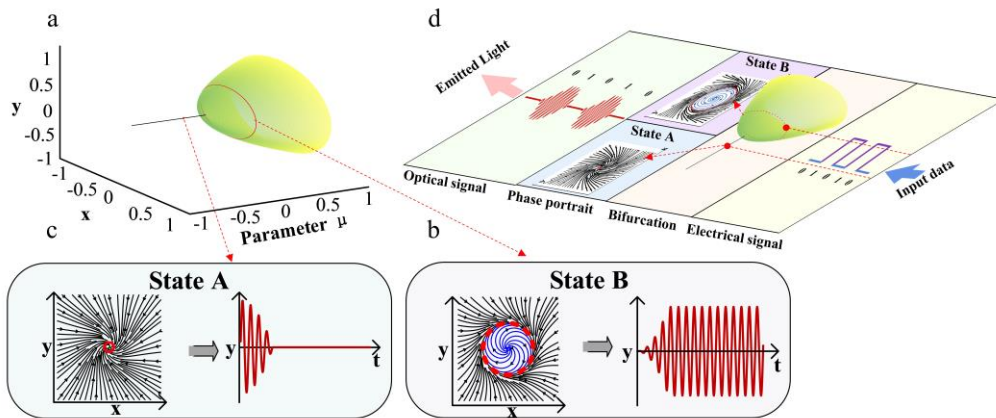 a
1
0.5
y
0
-0.5
-1
-1
-0.5
0
x
0.5
1
-1
-0.5
0
0.5
1
Parameter μ
d
Emitted Light
0 1 0 1 0
State B
State A
0 1 0 1 0
Input data
Optical signal
Phase portrait
Bifurcation
Electrical signal
c
State A
y
x
y
t
b
State B
y
x
y
t